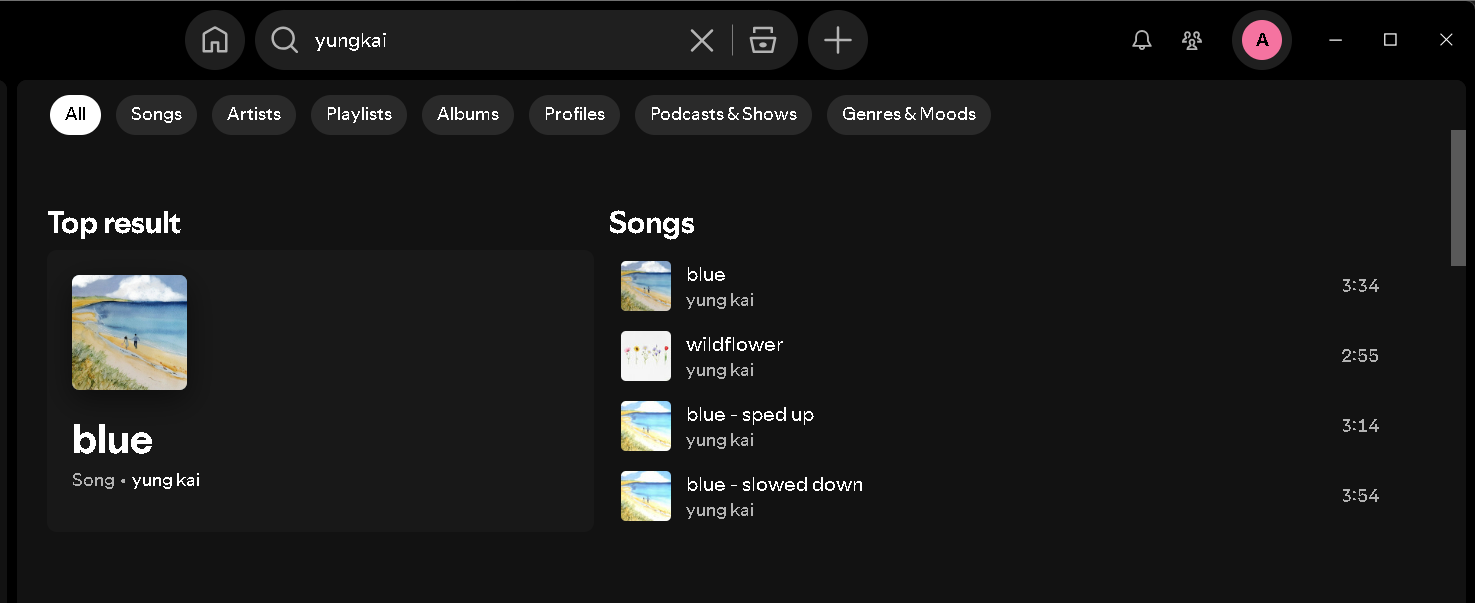 yungkai
A
All
Songs
Artists
Playlists
Albums
Profiles
Podcasts & Shows
Genres & Moods
Top result
blue
Song • yung kai
Songs
blue
yung kai
3:34
wildflower
yung kai
2:55
blue - sped up
yung kai
3:14
blue - slowed down
yung kai
3:54